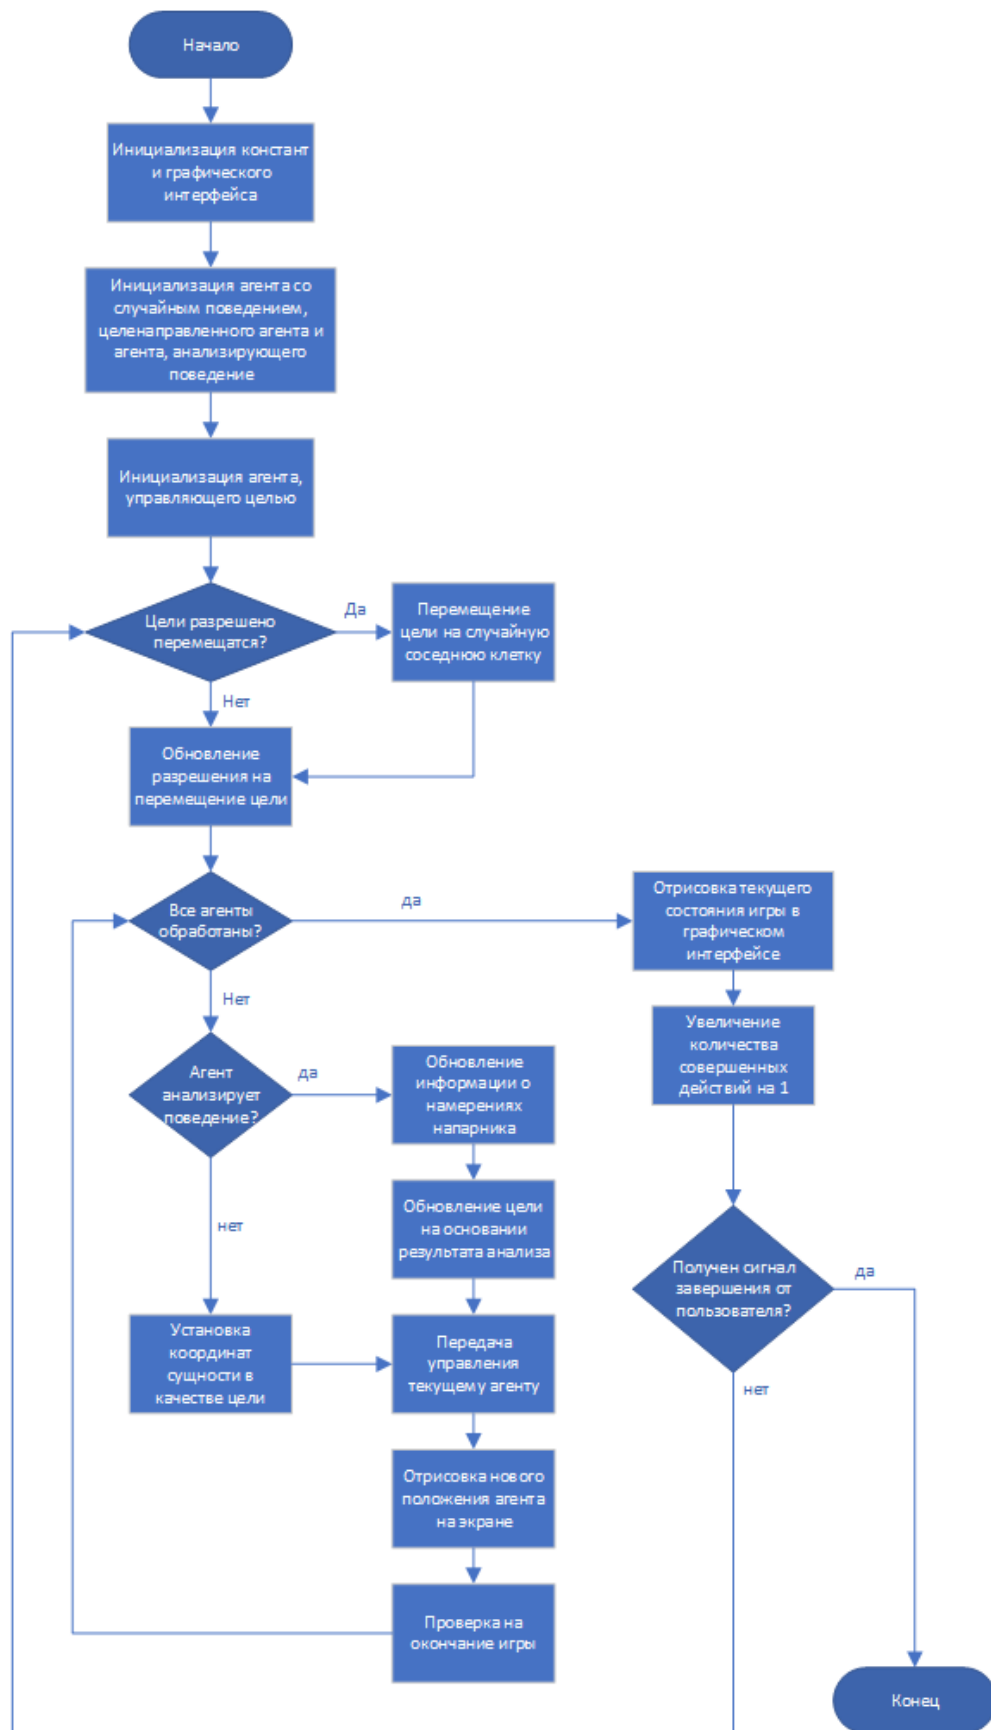 Начало
Инициализация констант
и графического
интерфейса
Инициализация агента со
случайным поведением,
целенаправленного агента и
агента, анализирующего
поведение
Инициализация агента,
управляющего целью
Цели разрешено
перемещатся?
Да
Перемещение
цели на случайную
соседнюю клетку
Нет
Обновление
разрешения на
перемещение цели
Все агенты
обработаны?
да
Отрисовка текущего
состояния игры в
графическом
интерфейсе
Нет
Увеличение
количества
совершенных
действий на 1
Агент
анализирует
поведение?
да
Обновление
информации о
намерениях
напарника
нет
Обновление цели
на основании
результата анализа
Получен сигнал
завершения от
пользователя?
да
нет
Установка
координат
сущности в
качестве цели
Передача
управления
текущему агенту
Отрисовка нового
положения агента
на экране
Проверка на
окончание игры
Конец